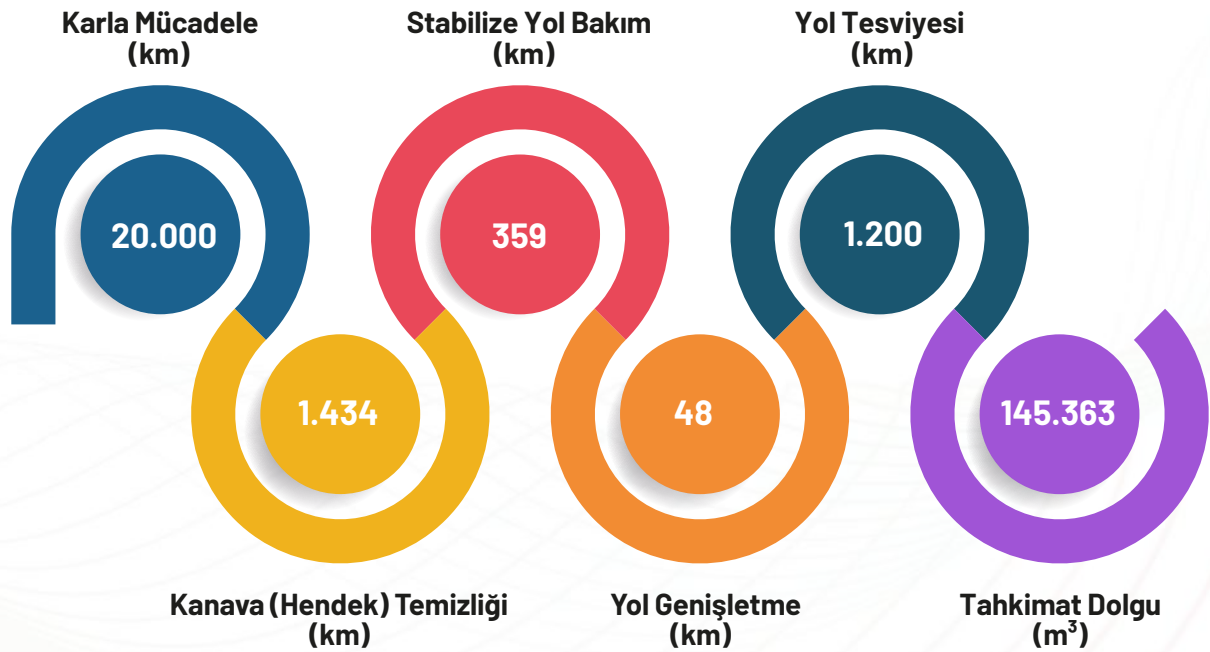 Karla Mücadele
(km)
Stabilize Yol Bakım
(km)
Yol Tesviyesi
(km)
20.000
359
1.200
1.434
48
145.363
Kanava (Hendek) Temizliği
(km)
Yol Genişletme
(km)
Tahkimat Dolgu
(m³)